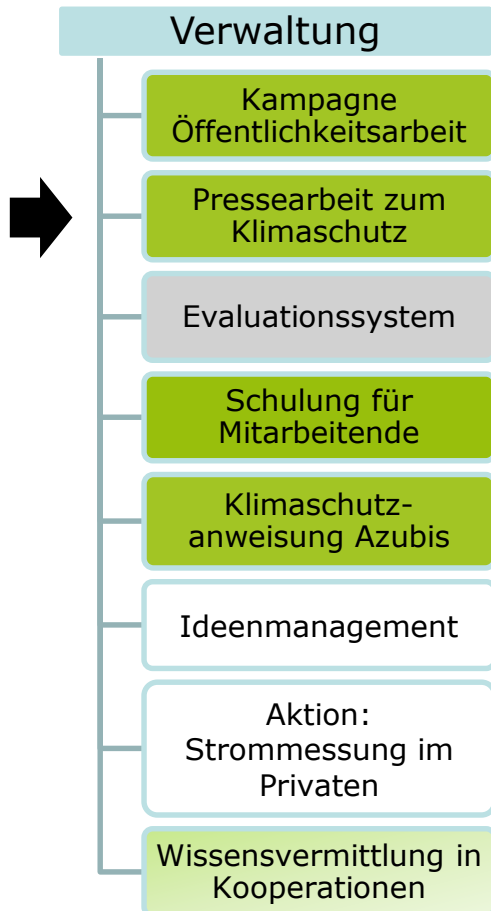 Verwaltung
Kampagne
Öffentlichkeitsarbeit
Pressearbeit zum
Klimaschutz
Evaluationssystem
Schulung für
Mitarbeitende
Klimaschutz-
anweisung Azubis
Ideenmanagement
Aktion:
Strommessung im
Privaten
Wissensvermittlung in
Kooperationen